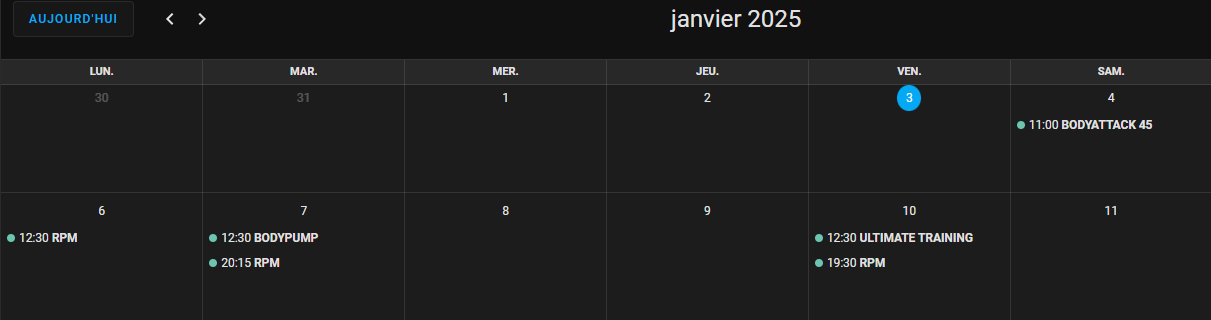 AUJOURD'HUI
janvier 2025
LUN. MAR. MER. JEU. VEN. SAM.
30 31 1 2 3 4
11:00 BODYATTACK 45
6 7 8 9 10 11
12:30 RPM 12:30 BODYPUMP 12:30 ULTIMATE TRAINING
20:15 RPM 19:30 RPM